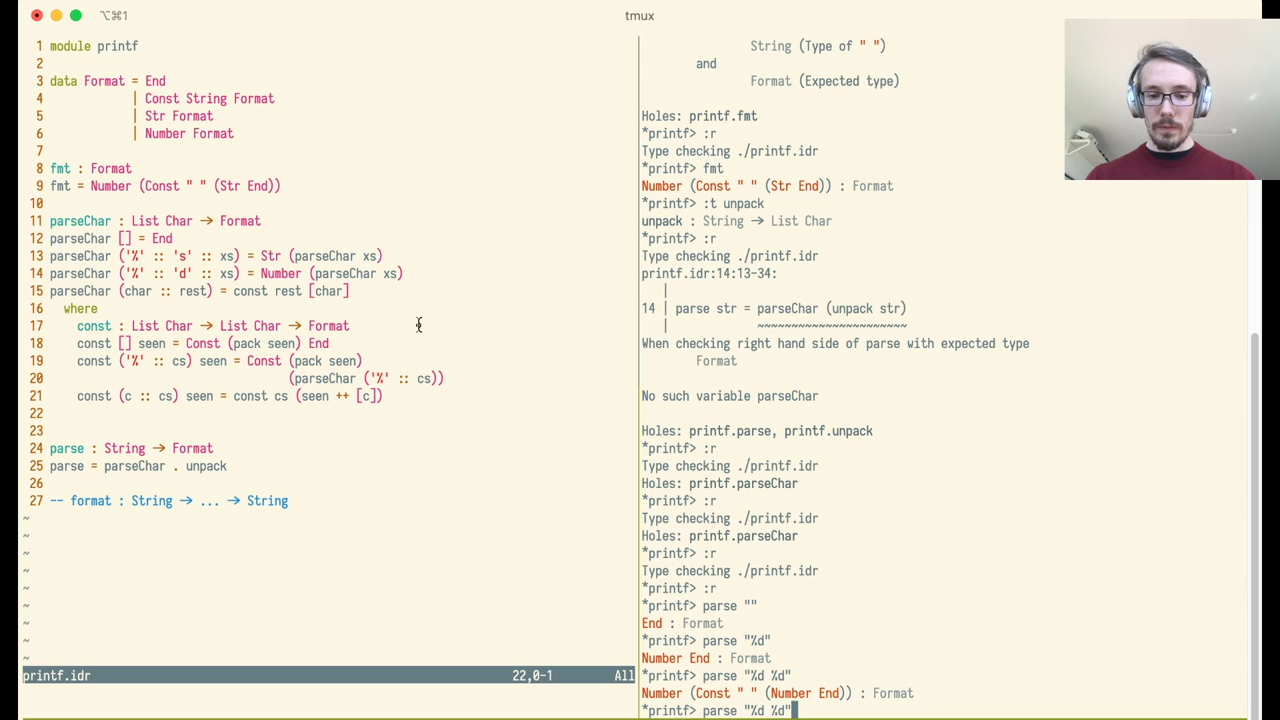 ⌥⌘1
tmux
1 module printf
2
3 data Format = End
4 | Const String Format
5 | Str Format
6 | Number Format
7
8 fmt : Format
9 fmt = Number (Const " " (Str End))
10
11 parseChar : List Char → Format
12 parseChar [] = End
13 parseChar ('%' :: 's' :: xs) = Str (parseChar xs)
14 parseChar ('%' :: 'd' :: xs) = Number (parseChar xs)
15 parseChar (char :: rest) = const rest [char]
16 where
17 const : List Char → List Char → Format
18 const [] seen = Const (pack seen) End
19 const ('%' :: cs) seen = Const (pack seen)
20 (parseChar ('%' :: cs))
21 const (c :: cs) seen = const cs (seen ++ [c])
22
23
24 parse : String → Format
25 parse = parseChar . unpack
26
27 -- format : String → ... → String
~
~
~
~
~
~
~
~
~
printf.idr 22,0-1 All
String (Type of " ")
and
Format (Expected type)
Holes: printf.fmt
*printf> :r
Type checking ./printf.idr
*printf> fmt
Number (Const " " (Str End)) : Format
*printf> :t unpack
unpack : String → List Char
*printf> :r
Type checking ./printf.idr
printf.idr:14:13-34:
|
14 | parse str = parseChar (unpack str)
| ~~~~~~~~~~~~~~~~~~~~~~
When checking right hand side of parse with expected type
Format
No such variable parseChar
Holes: printf.parse, printf.unpack
*printf> :r
Type checking ./printf.idr
Holes: printf.parseChar
*printf> :r
Type checking ./printf.idr
Holes: printf.parseChar
*printf> :r
Type checking ./printf.idr
*printf> :r
*printf> parse ""
End : Format
*printf> parse "%d"
Number End : Format
*printf> parse "%d %d"
Number (Const " " (Number End)) : Format
*printf> parse "%d %d"